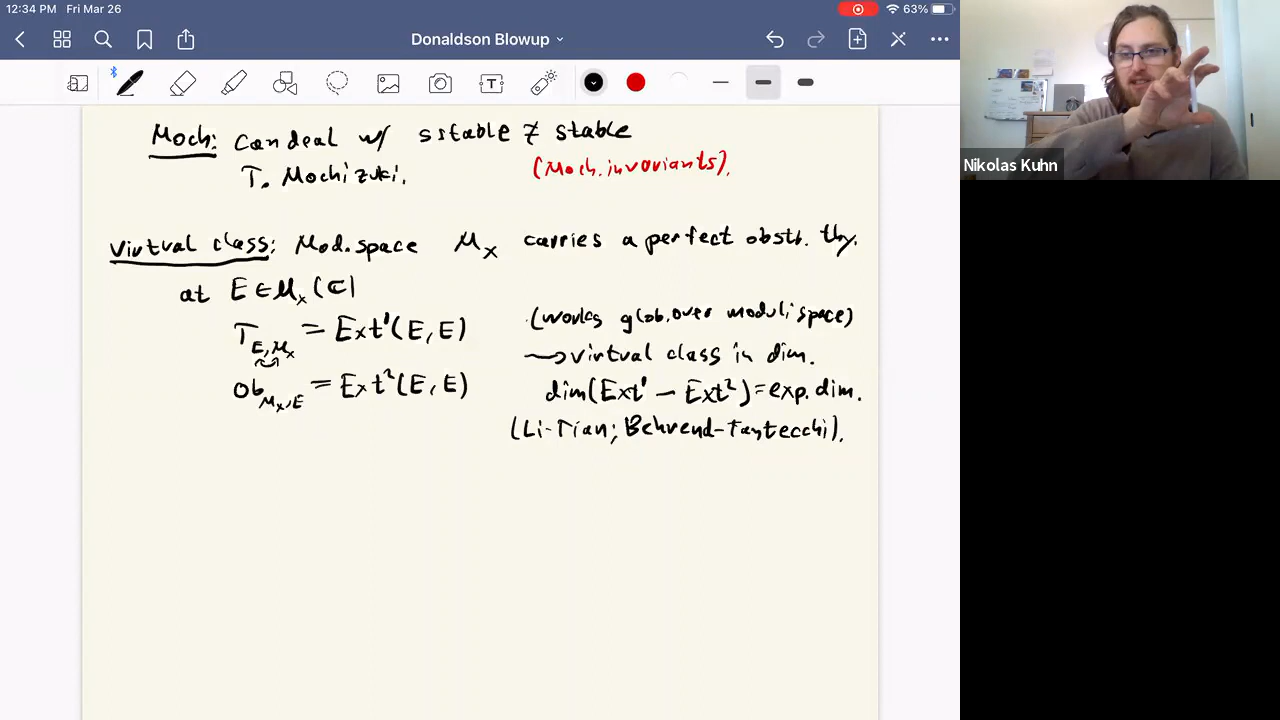 12:34 PM Fri Mar 26
63%
Donaldson Blowup
Moch: Can deal w/ sstable ≠ stable
T. Mochizuki.
(Moch. invariants).
Virtual class: Mod. space M_X carries a perfect obstr. thy.
at E ∈ M_X(ℂ)
T_{E,M_X} = Ext¹(E,E)
(works glob. over moduli space)
⟶ virtual class in dim.
ob_{M_X,E} = Ext²(E,E)
dim(Ext¹ − Ext²) = exp. dim.
(Li-Tian; Behrend-Fantecchi).
Nikolas Kuhn